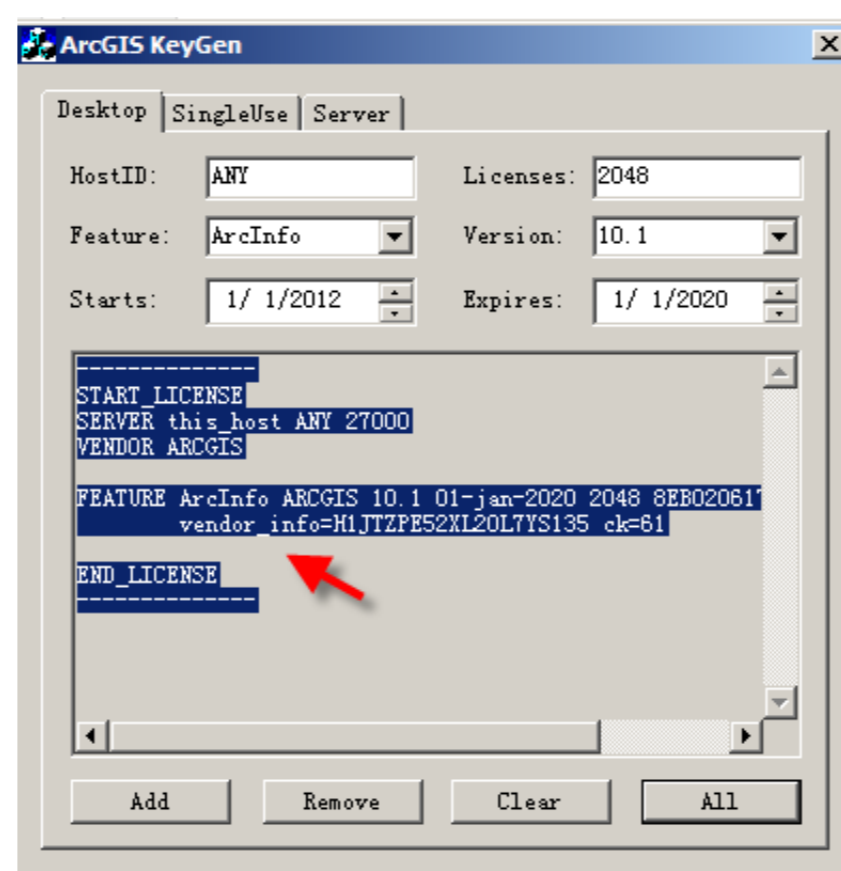 ArcGIS KeyGen
Desktop SingleUse Server
HostID: ANY Licenses: 2048
Feature: ArcInfo Version: 10.1
Starts: 1/ 1/2012 Expires: 1/ 1/2020
---------------
START_LICENSE
SERVER this_host ANY 27000
VENDOR ARCGIS
FEATURE ArcInfo ARCGIS 10.1 01-jan-2020 2048
vendor_info=H1JTZPE52XL20L7YS135 ck=61
END_LICENSE
---------------
Add Remove Clear All